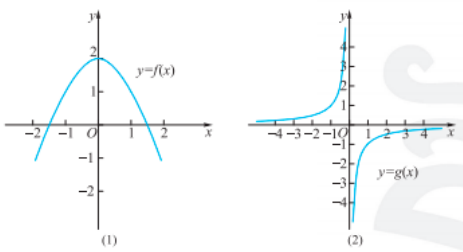 y
2
y=f(x)
1
−2 −1 O 1 2 x
−1
−2
(1)
y
4
3
2
1
−4 −3 −2 −1 O 1 2 3 4 x
−1
−2
y=g(x)
−3
−4
(2)